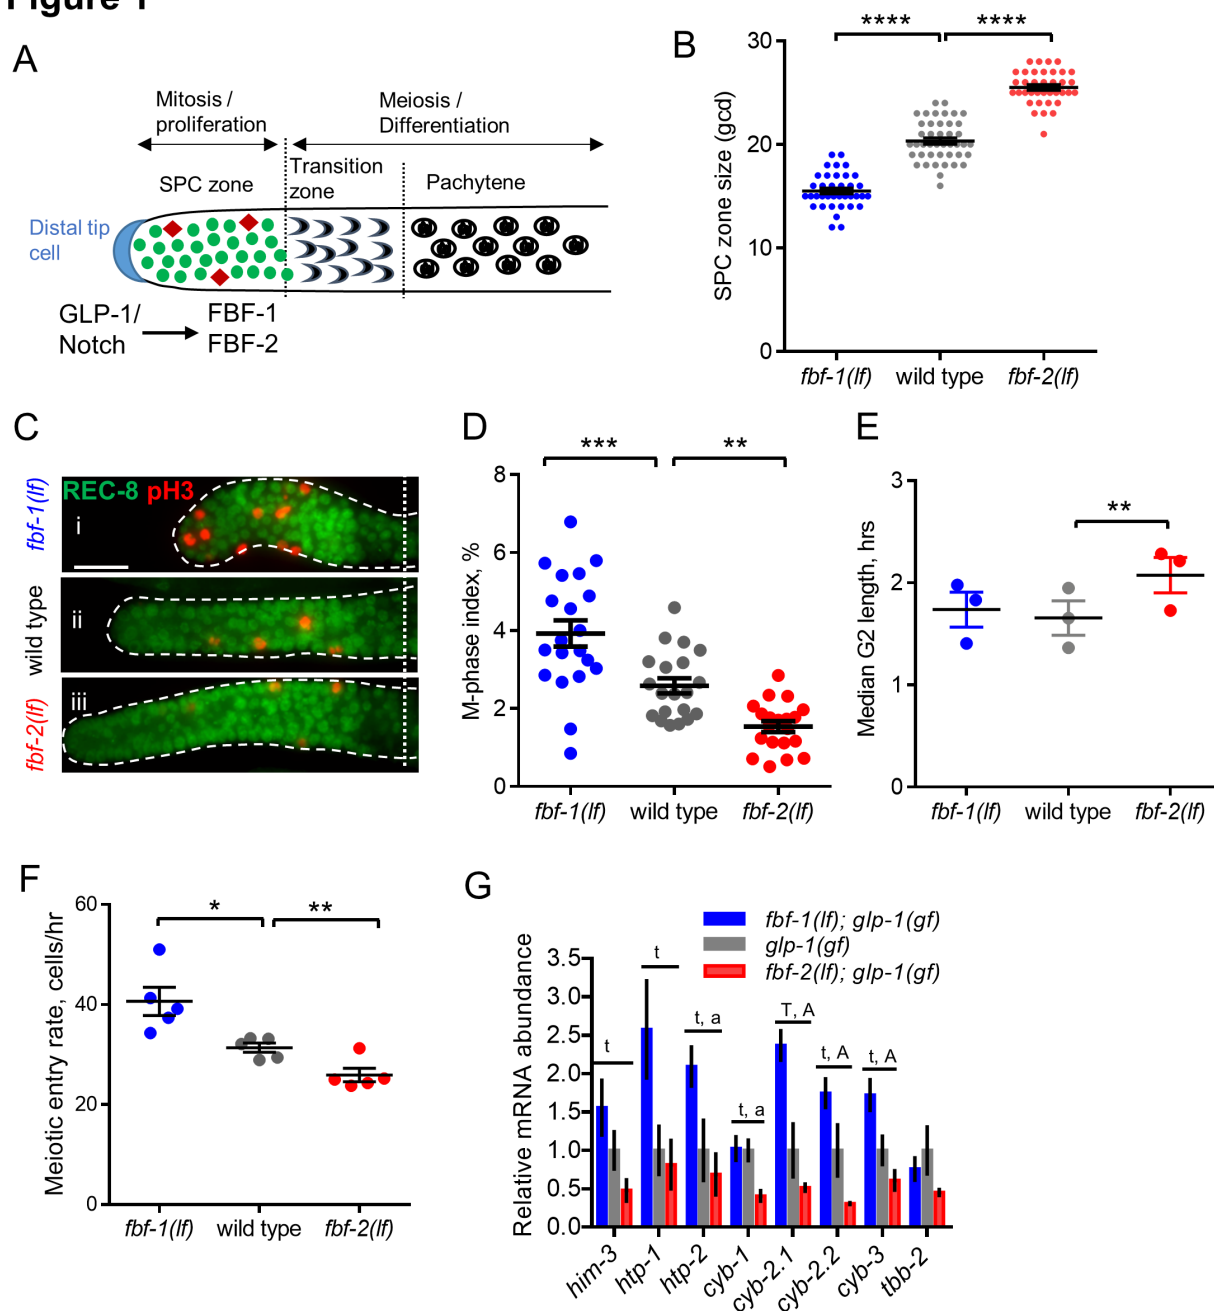 Figure 1
A
Mitosis /
proliferation
Meiosis /
Differentiation
SPC zone
Transition
zone
Pachytene
Distal tip
cell
GLP-1/
Notch
FBF-1
FBF-2
B
****
****
SPC zone size (gcd)
30
20
10
0
fbf-1(lf)
wild type
fbf-2(lf)
C
REC-8 pH3
fbf-1(lf)
i
wild type
ii
fbf-2(lf)
iii
D
***
**
M-phase index, %
8
6
4
2
0
fbf-1(lf)
wild type
fbf-2(lf)
E
**
Median G2 length, hrs
3
2
1
0
fbf-1(lf)
wild type
fbf-2(lf)
F
*
**
Meiotic entry rate, cells/hr
60
40
20
0
fbf-1(lf)
wild type
fbf-2(lf)
G
fbf-1(lf); glp-1(gf)
glp-1(gf)
fbf-2(lf); glp-1(gf)
Relative mRNA abundance
3.5
3.0
2.5
2.0
1.5
1.0
0.5
0.0
t
t
t, a
t, a
T, A
t, A
t, A
him-3
htp-1
htp-2
cyb-1
cyb-2.1
cyb-2.2
cyb-3
tbb-2